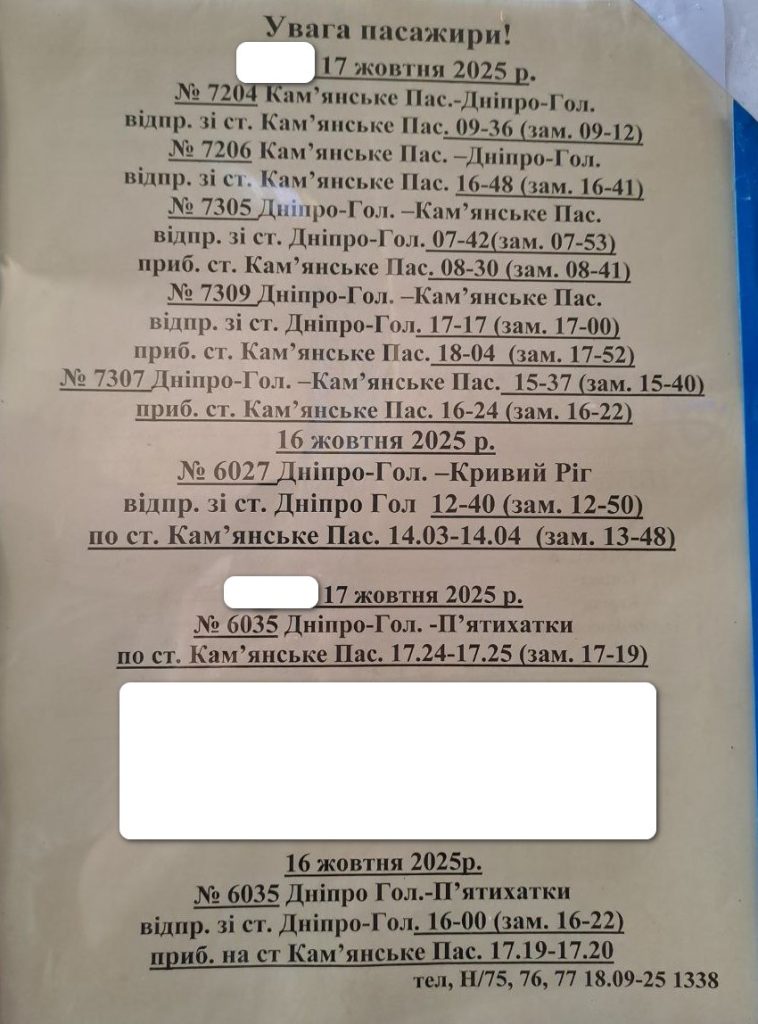 Увага пасажири!
17 жовтня 2025 р.
№ 7204 Кам’янське Пас.-Дніпро-Гол.
відпр. зі ст. Кам’янське Пас. 09-36 (зам. 09-12)
№ 7206 Кам’янське Пас. –Дніпро-Гол.
відпр. зі ст. Кам’янське Пас. 16-48 (зам. 16-41)
№ 7305 Дніпро-Гол. –Кам’янське Пас.
відпр. зі ст. Дніпро-Гол. 07-42(зам. 07-53)
приб. ст. Кам’янське Пас. 08-30 (зам. 08-41)
№ 7309 Дніпро-Гол. –Кам’янське Пас.
відпр. зі ст. Дніпро-Гол. 17-17 (зам. 17-00)
приб. ст. Кам’янське Пас. 18-04 (зам. 17-52)
№ 7307 Дніпро-Гол. –Кам’янське Пас. 15-37 (зам. 15-40)
приб. ст. Кам’янське Пас. 16-24 (зам. 16-22)
16 жовтня 2025 р.
№ 6027 Дніпро-Гол. –Кривий Ріг
відпр. зі ст. Дніпро Гол 12-40 (зам. 12-50)
по ст. Кам’янське Пас. 14.03-14.04 (зам. 13-48)
17 жовтня 2025 р.
№ 6035 Дніпро-Гол. -П’ятихатки
по ст. Кам’янське Пас. 17.24-17.25 (зам. 17-19)
16 жовтня 2025р.
№ 6035 Дніпро Гол.-П’ятихатки
відпр. зі ст. Дніпро-Гол. 16-00 (зам. 16-22)
приб. на ст Кам’янське Пас. 17.19-17.20
тел, Н/75, 76, 77 18.09-25 1338